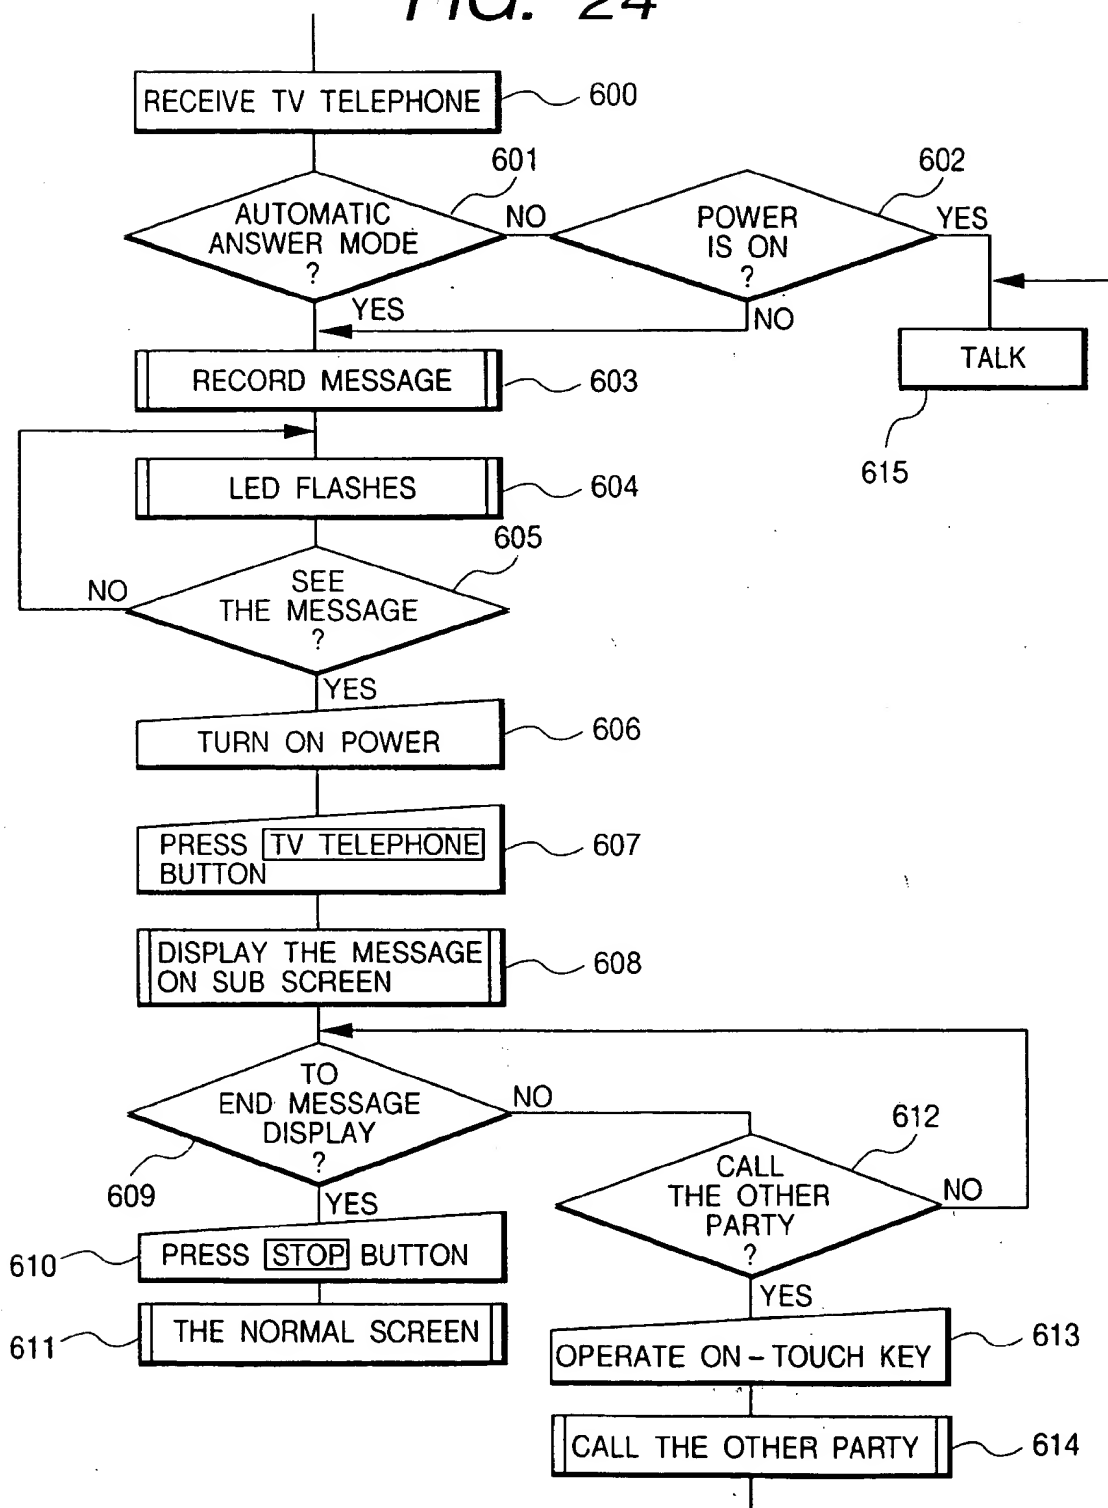 FIG. 24
RECEIVE TV TELEPHONE
600
601
602
AUTOMATIC
ANSWER MODE
?
NO
POWER
IS ON
?
YES
YES
NO
RECORD MESSAGE
603
TALK
615
LED FLASHES
604
605
SEE
THE MESSAGE
?
NO
YES
TURN ON POWER
606
PRESS TV TELEPHONE
BUTTON
607
DISPLAY THE MESSAGE
ON SUB SCREEN
608
TO
END MESSAGE
DISPLAY
?
NO
609
YES
612
CALL
THE OTHER
PARTY
?
NO
YES
PRESS STOP BUTTON
610
THE NORMAL SCREEN
611
OPERATE ON-TOUCH KEY
613
CALL THE OTHER PARTY
614